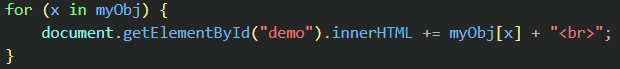 for (x in myObj) {
    document.getElementById("demo").innerHTML += myObj[x] + "<br>";
}